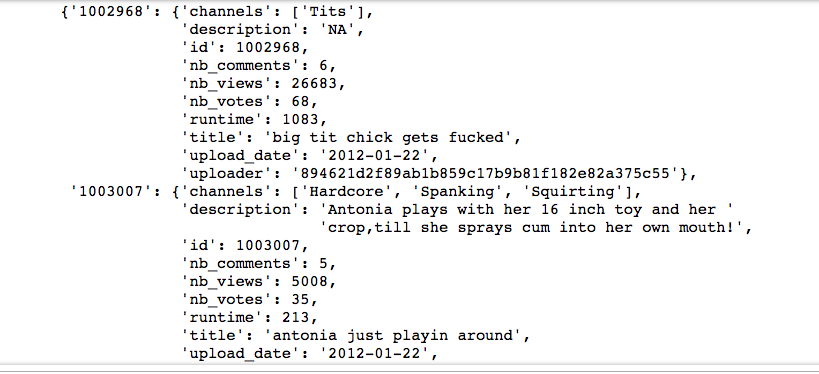 {'1002968': {'channels': ['Tits'],
'description': 'NA',
'id': 1002968,
'nb_comments': 6,
'nb_views': 26683,
'nb_votes': 68,
'runtime': 1083,
'title': 'big tit chick gets fucked',
'upload_date': '2012-01-22',
'uploader': '894621d2f89ab1b859c17b9b81f182e82a375c55'},
'1003007': {'channels': ['Hardcore', 'Spanking', 'Squirting'],
'description': 'Antonia plays with her 16 inch toy and her '
'crop,till she sprays cum into her own mouth!',
'id': 1003007,
'nb_comments': 5,
'nb_views': 5008,
'nb_votes': 35,
'runtime': 213,
'title': 'antonia just playin around',
'upload_date': '2012-01-22',